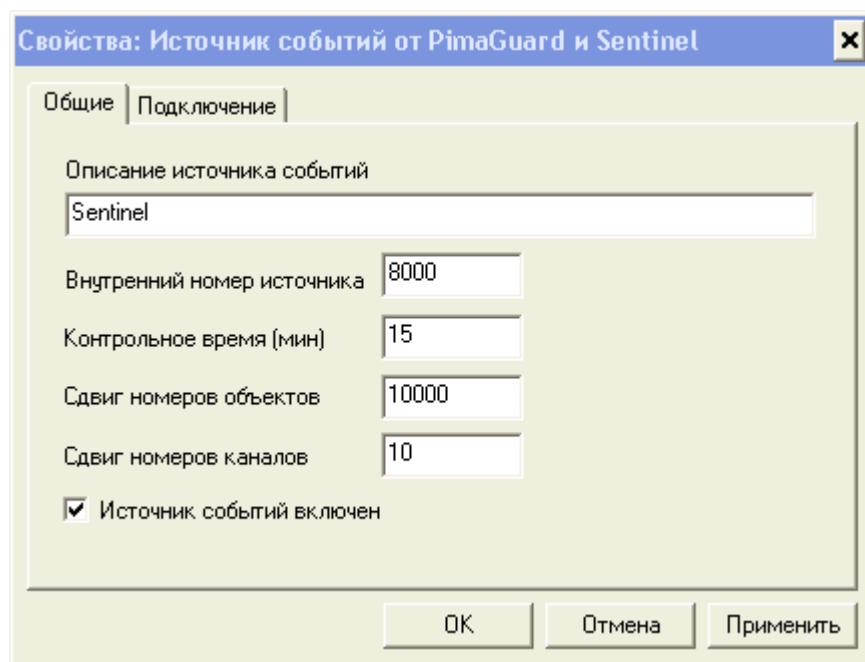 Свойства: Источник событий от PimaGuard и Sentinel
Общие
Подключение
Описание источника событий
Sentinel
Внутренний номер источника 8000
Контрольное время (мин) 15
Сдвиг номеров объектов 10000
Сдвиг номеров каналов 10
Источник событий включен
OK Отмена Применить